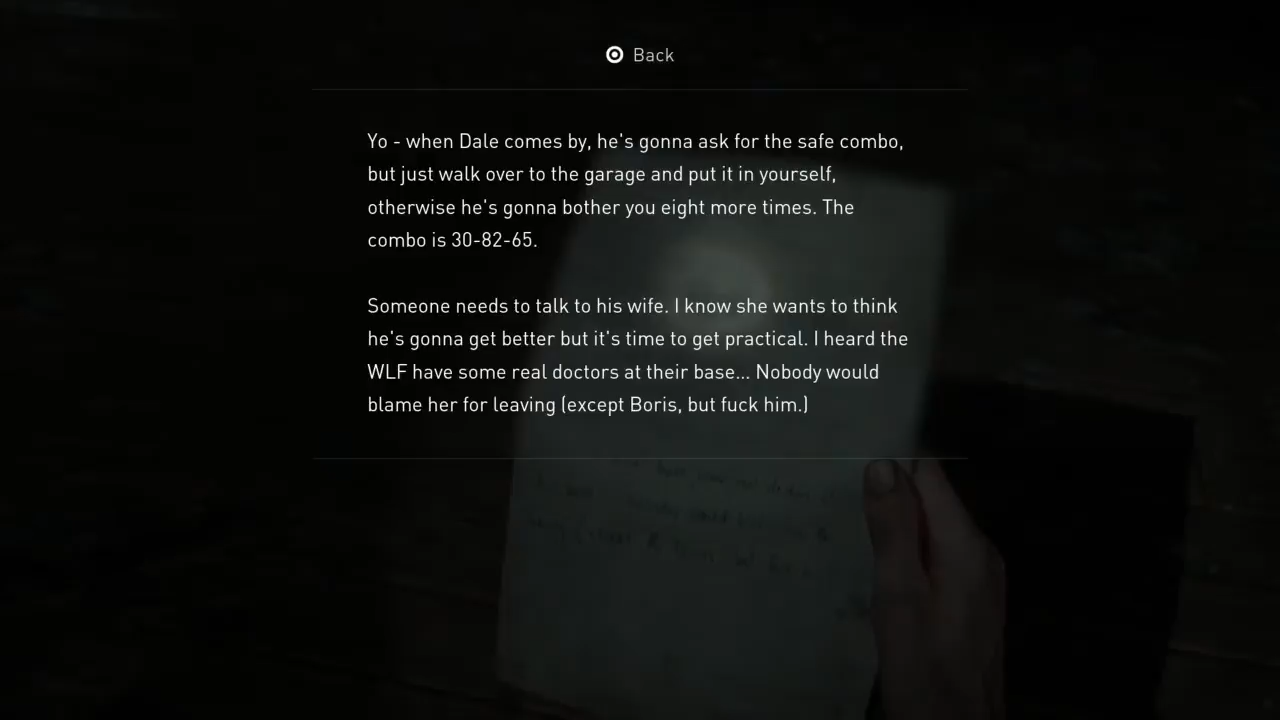 Back
Yo - when Dale comes by, he's gonna ask for the safe combo,
but just walk over to the garage and put it in yourself,
otherwise he's gonna bother you eight more times. The
combo is 30-82-65.
Someone needs to talk to his wife. I know she wants to think
he's gonna get better but it's time to get practical. I heard the
WLF have some real doctors at their base... Nobody would
blame her for leaving (except Boris, but fuck him.)